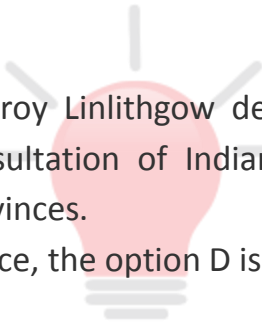 roy Linlithgow de
sultation of Indian
vinces.
ce, the option D is